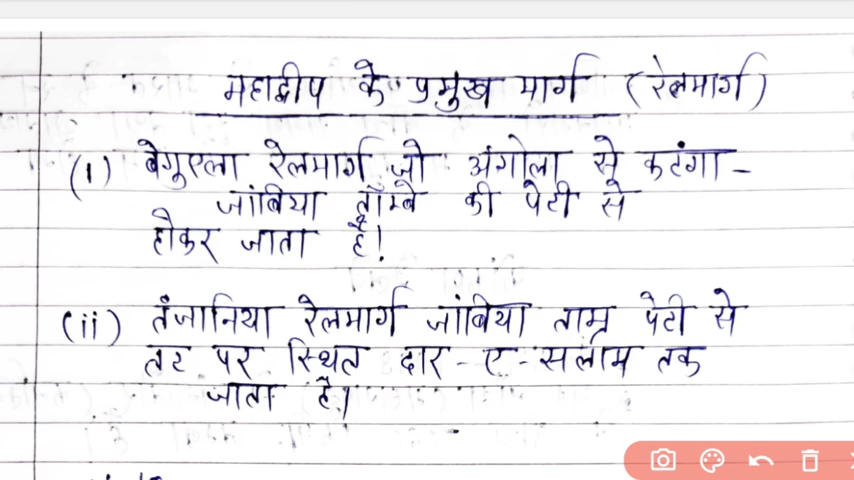 महाद्वीप के प्रमुख मार्ग (रेलमार्ग)
(i) बेगुएला रेलमार्ग जो अंगोला से कटंगा -
जांबिया ताम्बे की पेटी से
होकर जाता है।
(ii) तंजानिया रेलमार्ग जांबिया ताम्र पेटी से
तट पर स्थित दार - ए - सलाम तक
जाता है।